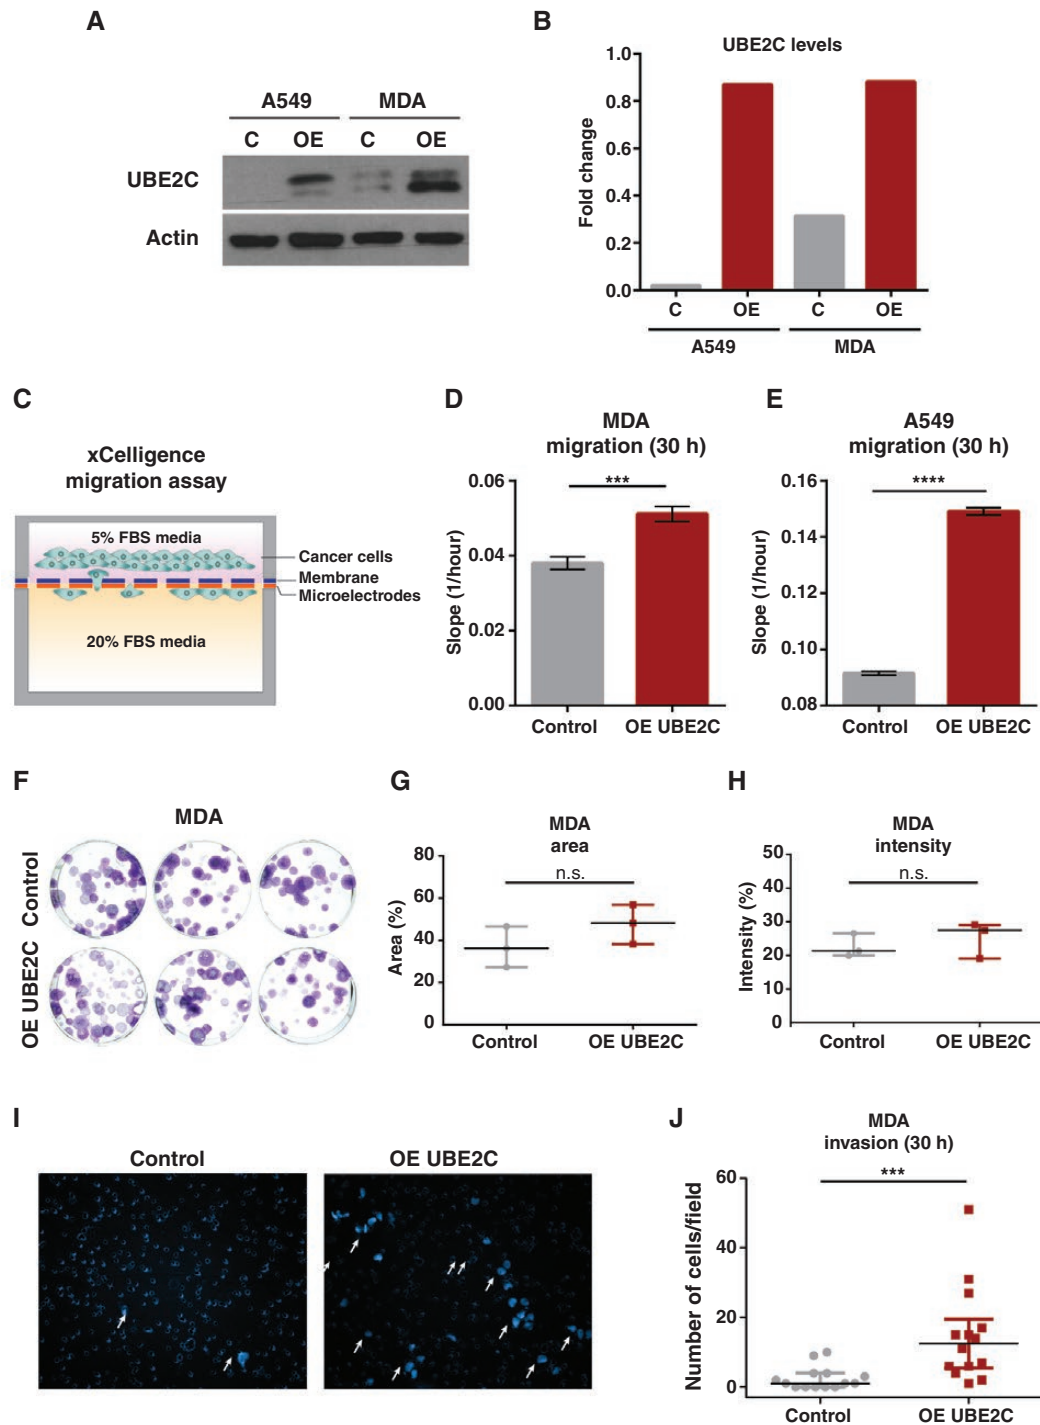 A
A549 MDA
C OE C OE
UBE2C
Actin
B
UBE2C levels
Fold change
1.0
0.8
0.6
0.4
0.2
0.0
C OE C OE
A549 MDA
C
xCelligence
migration assay
5% FBS media
Cancer cells
Membrane
Microelectrodes
20% FBS media
D
MDA
migration (30 h)
***
Slope (1/hour)
0.06
0.04
0.02
0.00
Control OE UBE2C
E
A549
migration (30 h)
****
Slope (1/hour)
0.16
0.14
0.12
0.10
0.08
Control OE UBE2C
F
MDA
Control
OE UBE2C
G
MDA
area
n.s.
Area (%)
80
60
40
20
0
Control OE UBE2C
H
MDA
intensity
n.s.
Intensity (%)
50
40
30
20
10
0
Control OE UBE2C
I
Control OE UBE2C
J
MDA
invasion (30 h)
***
Number of cells/field
60
40
20
0
Control OE UBE2C